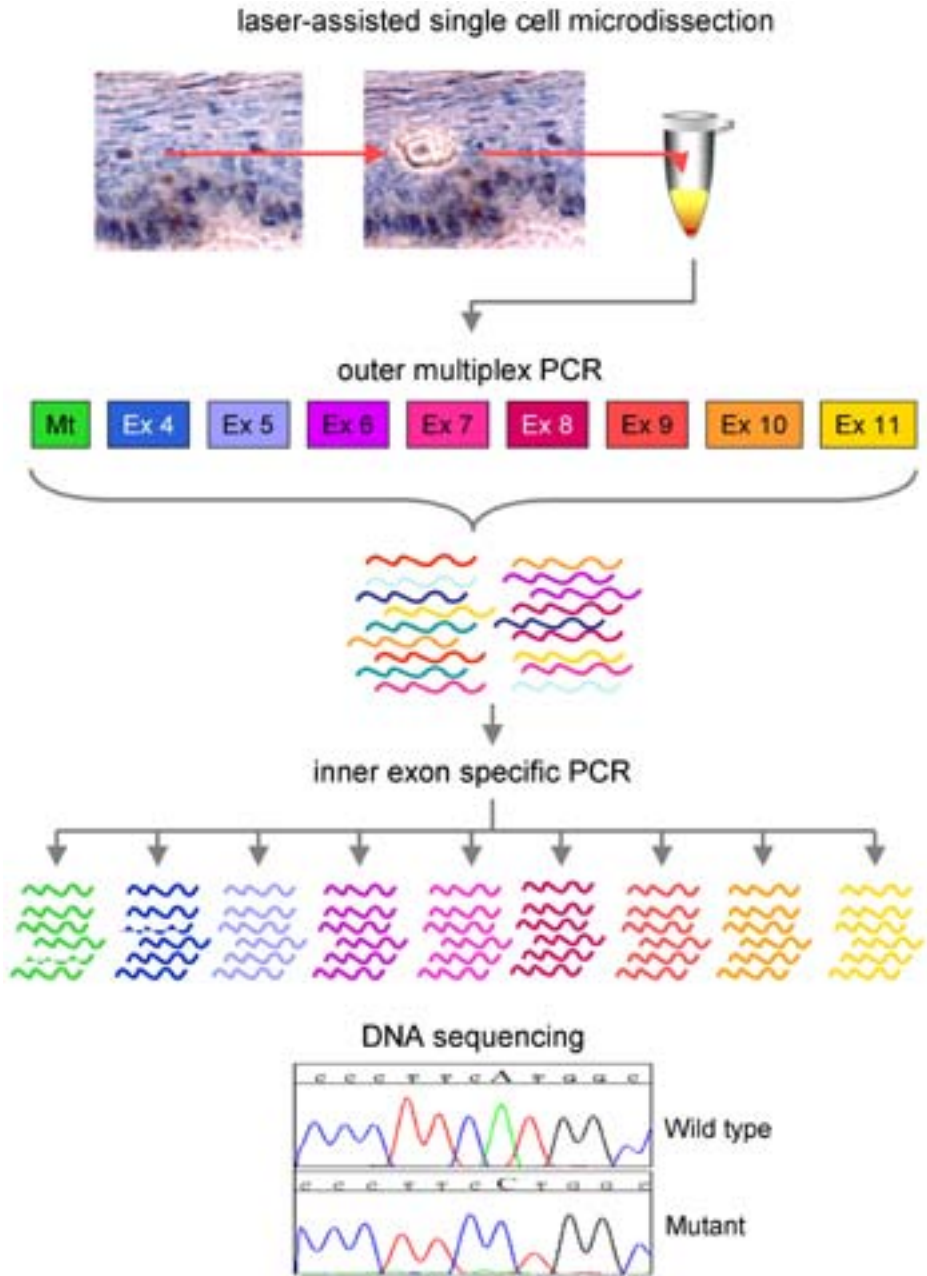 laser-assisted single cell microdissection
outer multiplex PCR
Mt Ex 4 Ex 5 Ex 6 Ex 7 Ex 8 Ex 9 Ex 10 Ex 11
inner exon specific PCR
DNA sequencing
C C C T T C A T G G C
Wild type
C C C T T C C T G G C
Mutant